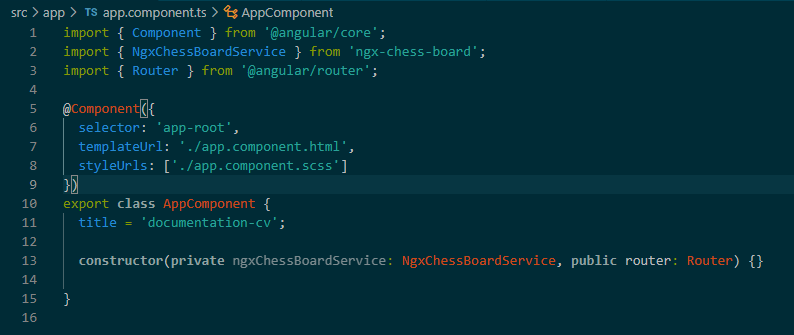 src > app > TS app.component.ts > AppComponent
1 import { Component } from '@angular/core';
2 import { NgxChessBoardService } from 'ngx-chess-board';
3 import { Router } from '@angular/router';
4
5 @Component({
6   selector: 'app-root',
7   templateUrl: './app.component.html',
8   styleUrls: ['./app.component.scss']
9 })
10 export class AppComponent {
11   title = 'documentation-cv';
12
13   constructor(private ngxChessBoardService: NgxChessBoardService, public router: Router) {}
14
15 }
16